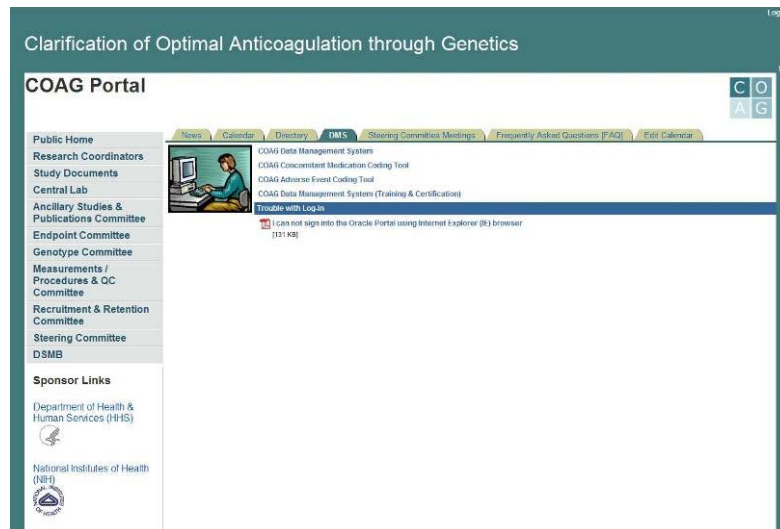 Log
Clarification of Optimal Anticoagulation through Genetics
COAG Portal
C O
A G
News Calendar Directory DMS Steering Committee Meetings Frequently Asked Questions [FAQ] Edit Calendar
Public Home
Research Coordinators
Study Documents
Central Lab
Ancillary Studies &
Publications Committee
Endpoint Committee
Genotype Committee
Measurements /
Procedures & QC
Committee
Recruitment & Retention
Committee
Steering Committee
DSMB
Sponsor Links
Department of Health &
Human Services (HHS)
National Institutes of Health
(NIH)
COAG Data Management System
COAG Concomitant Medication Coding Tool
COAG Adverse Event Coding Tool
COAG Data Management System (Training & Certification)
Trouble with Log-in
I can not sign into the Oracle Portal using Internet Explorer (IE) browser
[131 KB]